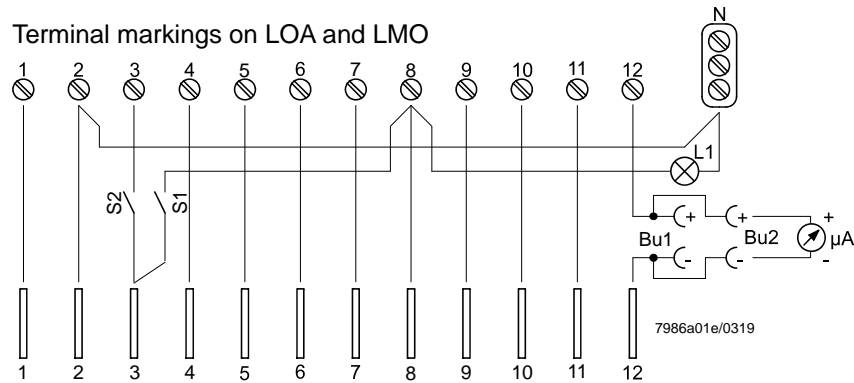 N
Terminal markings on LOA and LMO
1 2 3 4 5 6 7 8 9 10 11 12
L1
S2 S1
+ + +
Bu1 Bu2 µA
- - -
7986a01e/0319
1 2 3 4 5 6 7 8 9 10 11 12